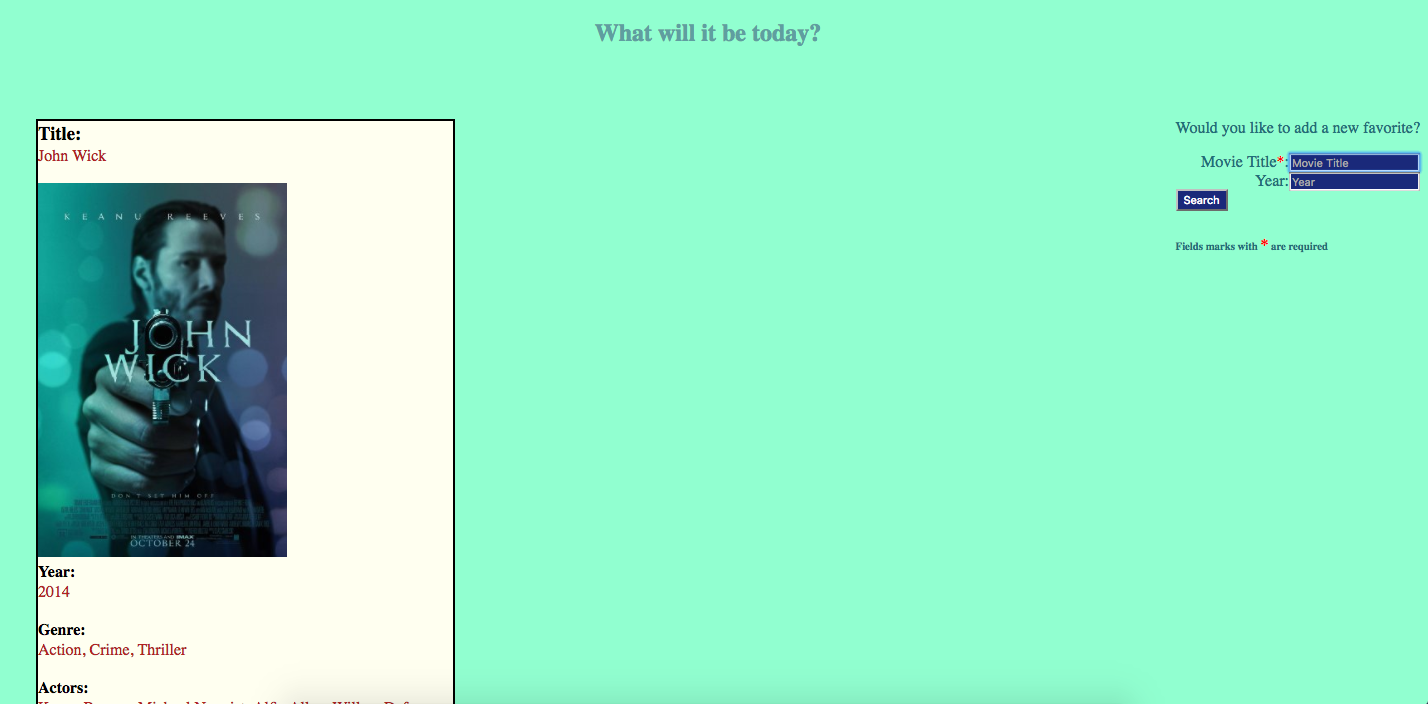 What will it be today?
Title:
John Wick
KEANU REEVES
JOHN
WICK
DON'T SET HIM OFF
IN THEATERS AND IMAX
OCTOBER 24
Year:
2014
Genre:
Action, Crime, Thriller
Actors:
Would you like to add a new favorite?
Movie Title*: Movie Title
Year: Year
Search
Fields marks with * are required